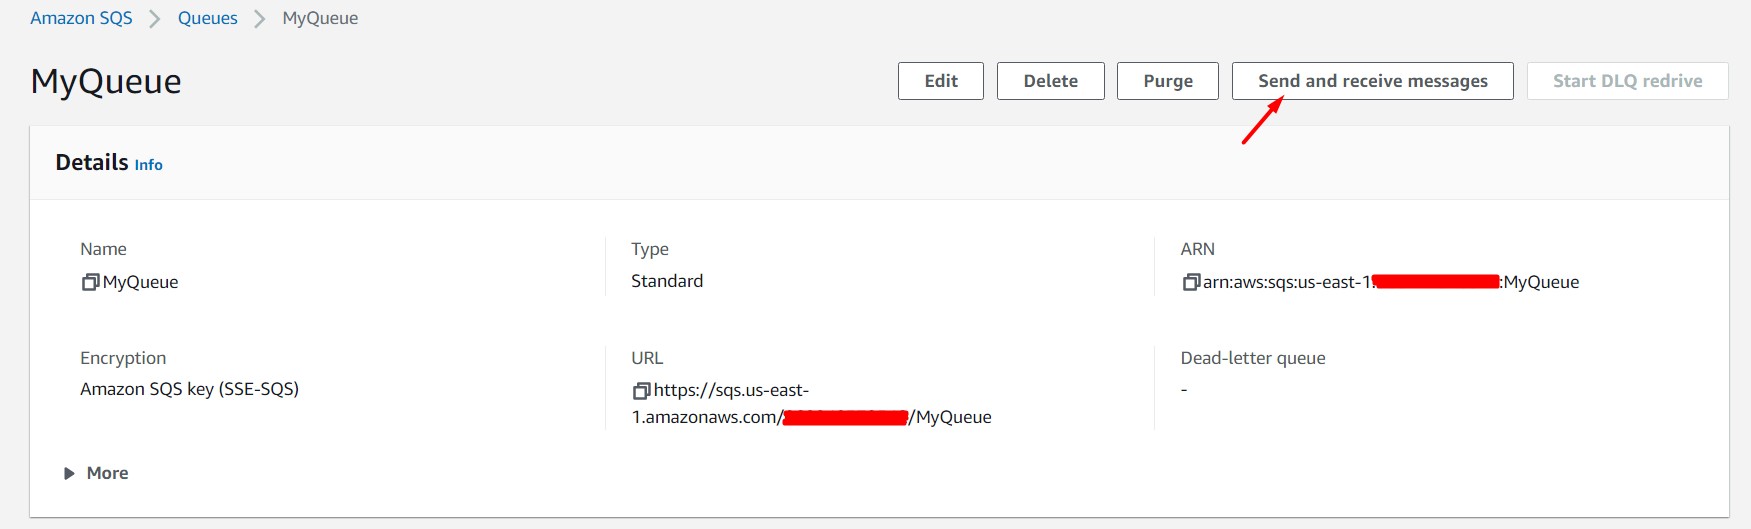 Amazon SQS > Queues > MyQueue
MyQueue
Edit
Delete
Purge
Send and receive messages
Start DLQ redrive
Details Info
Name
MyQueue
Type
Standard
ARN
arn:aws:sqs:us-east-1: :MyQueue
Encryption
Amazon SQS key (SSE-SQS)
URL
https://sqs.us-east-
1.amazonaws.com/ /MyQueue
Dead-letter queue
-
More